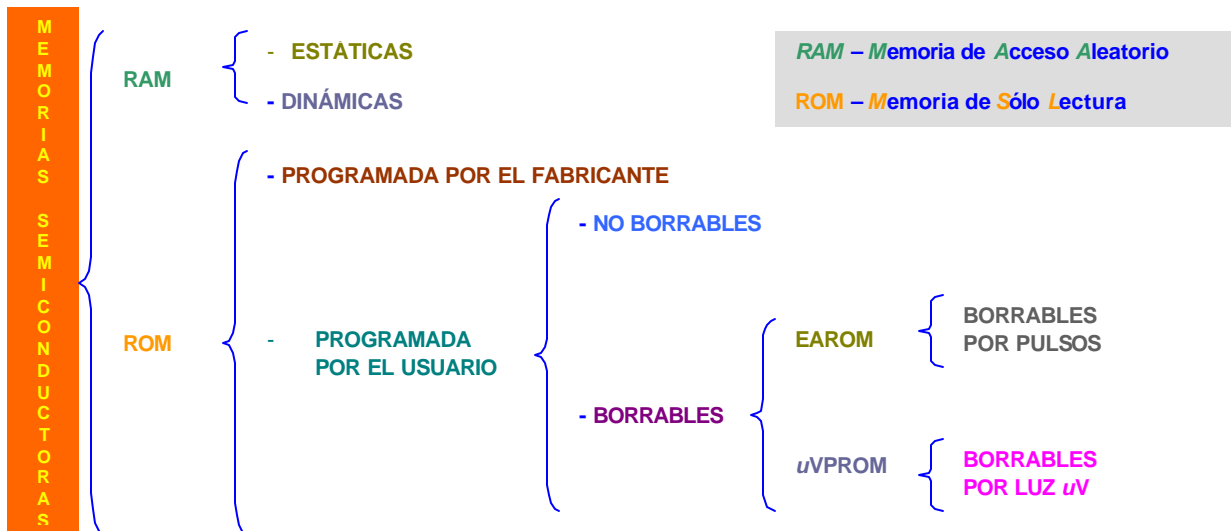 MEMORIAS SEMICONDUCTORAS
RAM
- ESTÁTICAS
- DINÁMICAS
RAM – Memoria de Acceso Aleatorio
ROM – Memoria de Sólo Lectura
ROM
- PROGRAMADA POR EL FABRICANTE
- PROGRAMADA
POR EL USUARIO
- NO BORRABLES
- BORRABLES
EAROM
BORRABLES
POR PULSOS
uVPROM
BORRABLES
POR LUZ uV